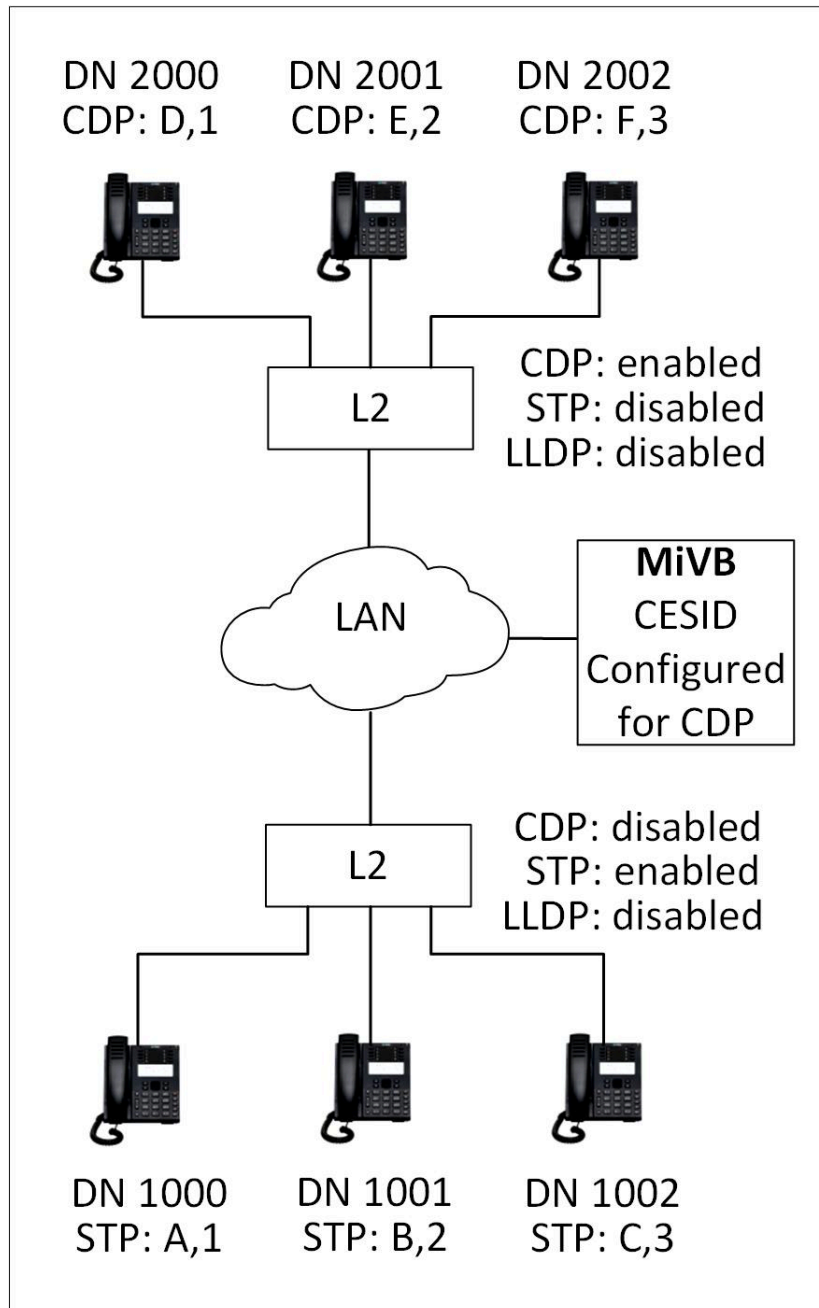 DN 2000 DN 2001 DN 2002
CDP: D,1 CDP: E,2 CDP: F,3
CDP: enabled
STP: disabled
LLDP: disabled
L2
LAN
MiVB
CESID
Configured
for CDP
CDP: disabled
STP: enabled
LLDP: disabled
L2
DN 1000 DN 1001 DN 1002
STP: A,1 STP: B,2 STP: C,3